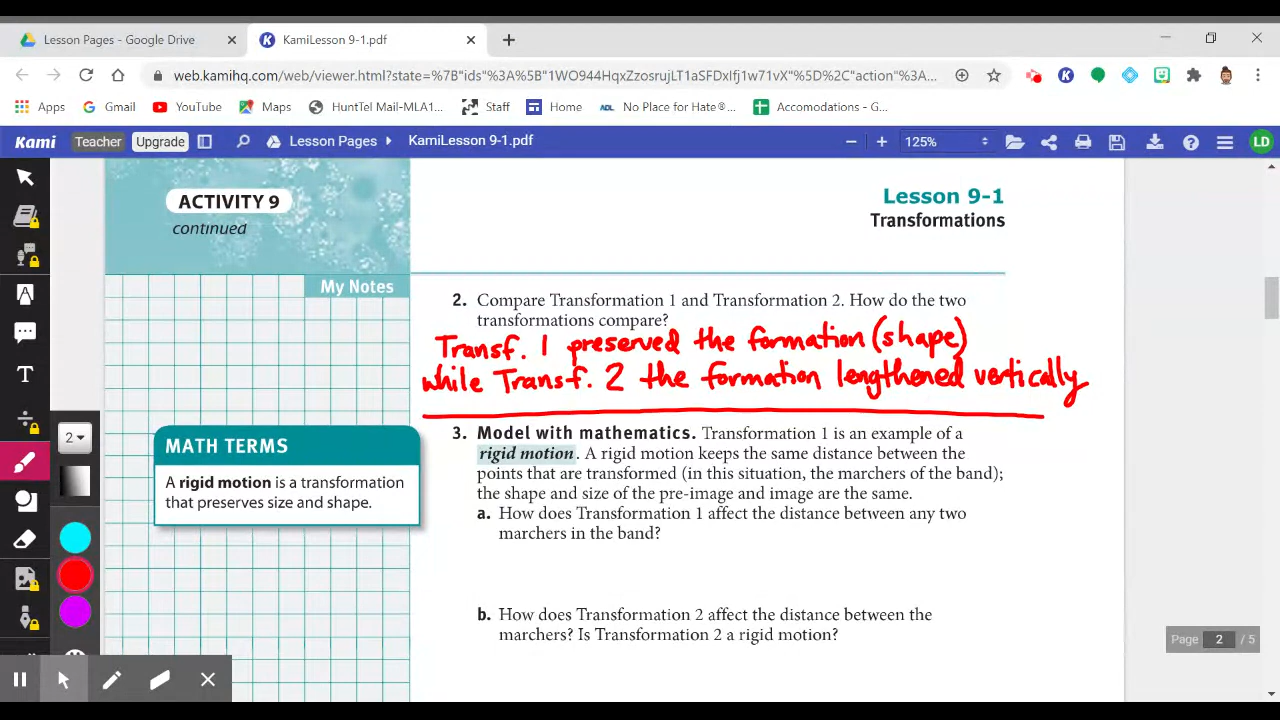 Lesson Pages - Google Drive
KamiLesson 9-1.pdf
web.kamihq.com/web/viewer.html?state=%7B"ids"%3A%5B"1WO944HqxZzosrujLT1aSFDxIfj1w71vX"%5D%2C"action"%3A...
Apps
Gmail
YouTube
Maps
HuntTel Mail-MLA1...
Staff
ADL
No Place for Hates...
Home
Accomodations - G...
Kami
Teacher
Upgrade
Lesson Pages
KamiLesson 9-1.pdf
125%
LD
ACTIVITY 9
continued
Lesson 9-1
Transformations
My Notes
2. Compare Transformation 1 and Transformation 2. How do the two
transformations compare?
Transf. 1 preserved the formation (shape)
while Transf. 2 the formation lengthened vertically
3. Model with mathematics. Transformation 1 is an example of a
rigid motion. A rigid motion keeps the same distance between the
points that are transformed (in this situation, the marchers of the band);
the shape and size of the pre-image and image are the same.
a. How does Transformation 1 affect the distance between any two
marchers in the band?
b. How does Transformation 2 affect the distance between the
marchers? Is Transformation 2 a rigid motion?
MATH TERMS
A rigid motion is a transformation
that preserves size and shape.
2
Page 2 / 5